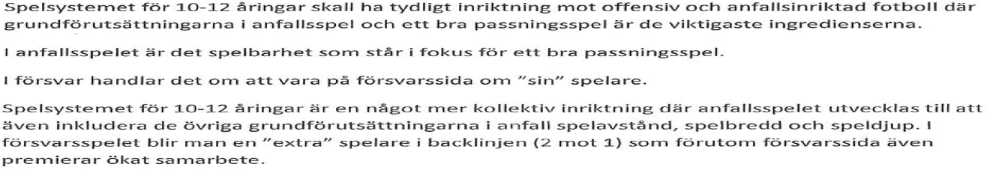 Spelsystemet för 10-12 åringar skall ha tydligt inriktning mot offensiv och anfallsinriktad fotboll där
grundförutsättningarna i anfallsspel och ett bra passningsspel är de viktigaste ingredienserna.
I anfallsspelet är det spelbarhet som står i fokus för ett bra passningsspel.
I försvar handlar det om att vara på försvarssida om ”sin” spelare.
Spelsystemet för 10-12 åringar är en något mer kollektiv inriktning där anfallsspelet utvecklas till att
även inkludera de övriga grundförutsättningarna i anfall spelavstånd, spelbredd och speldjup. I
försvarsspelet blir man en ”extra” spelare i backlinjen (2 mot 1) som förutom försvarssida även
premierar ökat samarbete.